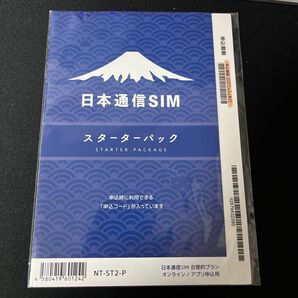 日本通信SIM
スターターパック
STARTER PACKAGE
申込時に利用できる
「申込コード」が入っています
4580419601242
NT-ST2-P
日本通信SIM 合理的プラン
オンライン / アプリ申込用